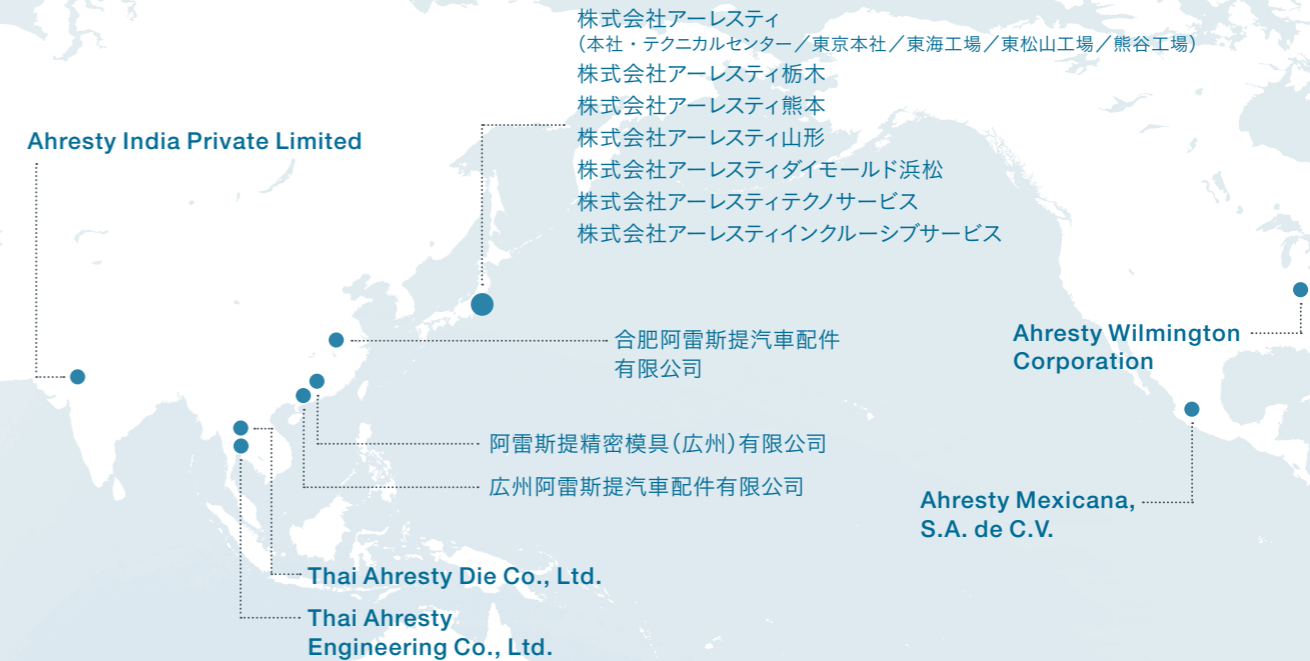 株式会社アーレスティ
（本社・テクニカルセンター／東京本社／東海工場／東松山工場／熊谷工場）
株式会社アーレスティ栃木
株式会社アーレスティ熊本
株式会社アーレスティ山形
株式会社アーレスティダイモールド浜松
株式会社アーレスティテクノサービス
株式会社アーレスティインクルーシブサービス
Ahresty India Private Limited
合肥阿雷斯提汽車配件
有限公司
阿雷斯提精密模具（広州）有限公司
広州阿雷斯提汽車配件有限公司
Thai Ahresty Die Co., Ltd.
Thai Ahresty
Engineering Co., Ltd.
Ahresty Wilmington
Corporation
Ahresty Mexicana,
S.A. de C.V.